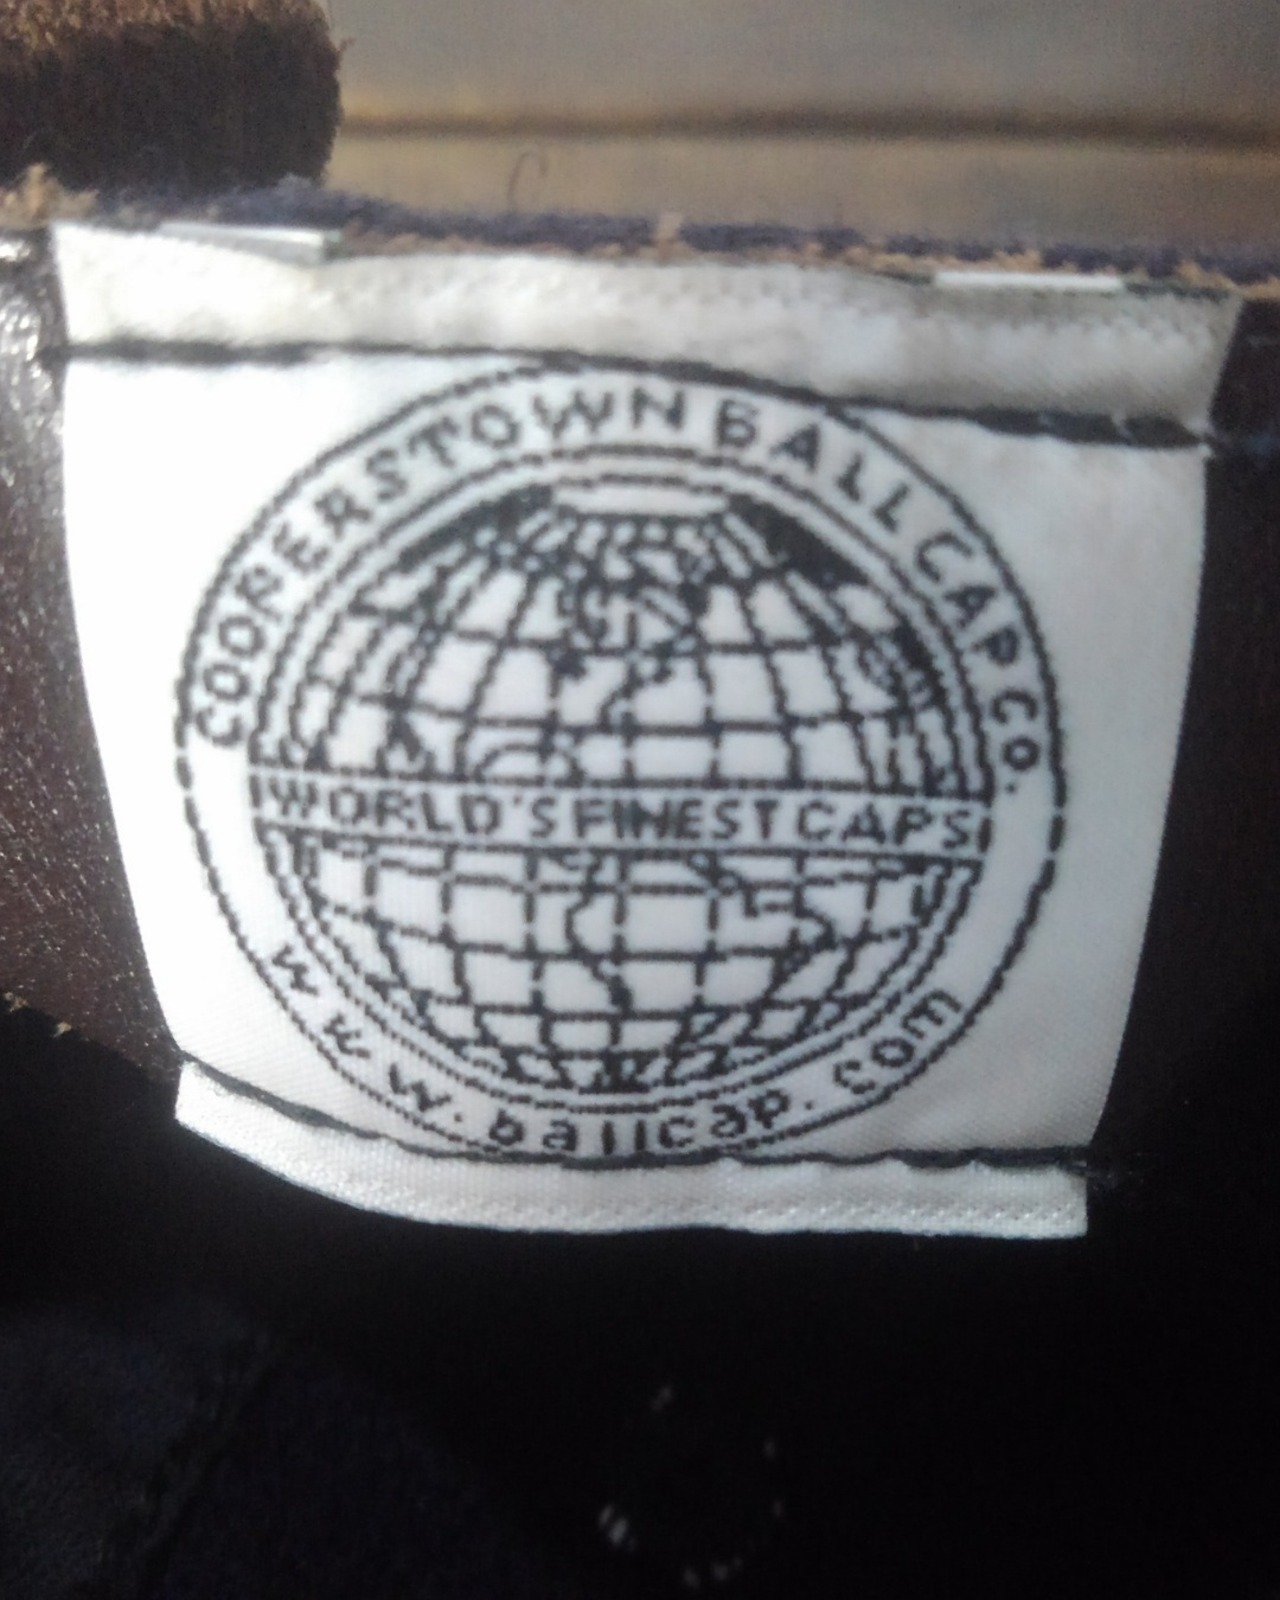 COOPERSTOWN BALL CAP CO.
WORLD'S FINEST CAPS
www.ballcap.com